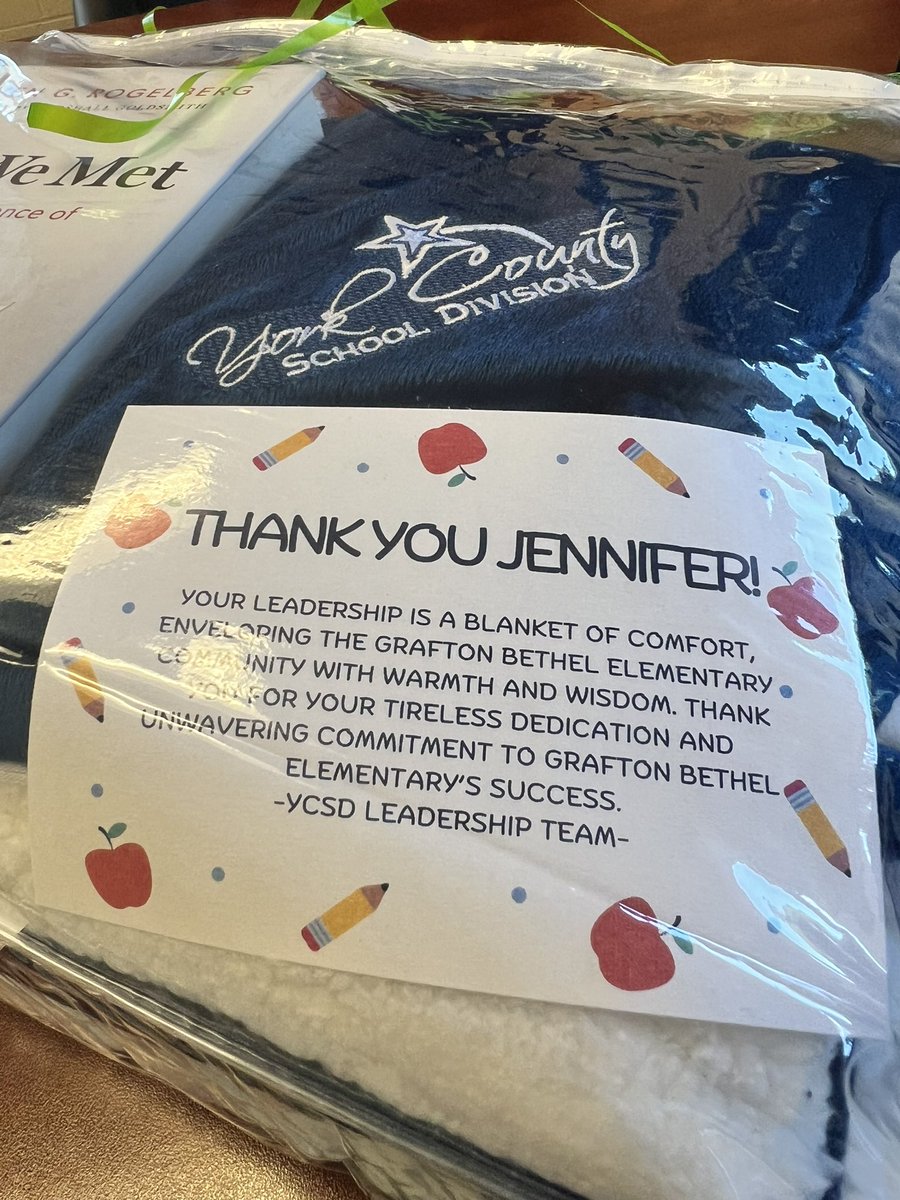 G. ROGELBERG
MARSHALL GOLDSMITH
We Met
nce of
York County
SCHOOL DIVISION
THANK YOU JENNIFER!
YOUR LEADERSHIP IS A BLANKET OF COMFORT,
ENVELOPING THE GRAFTON BETHEL ELEMENTARY
COMMUNITY WITH WARMTH AND WISDOM. THANK
YOU FOR YOUR TIRELESS DEDICATION AND
UNWAVERING COMMITMENT TO GRAFTON BETHEL
ELEMENTARY'S SUCCESS.
-YCSD LEADERSHIP TEAM-